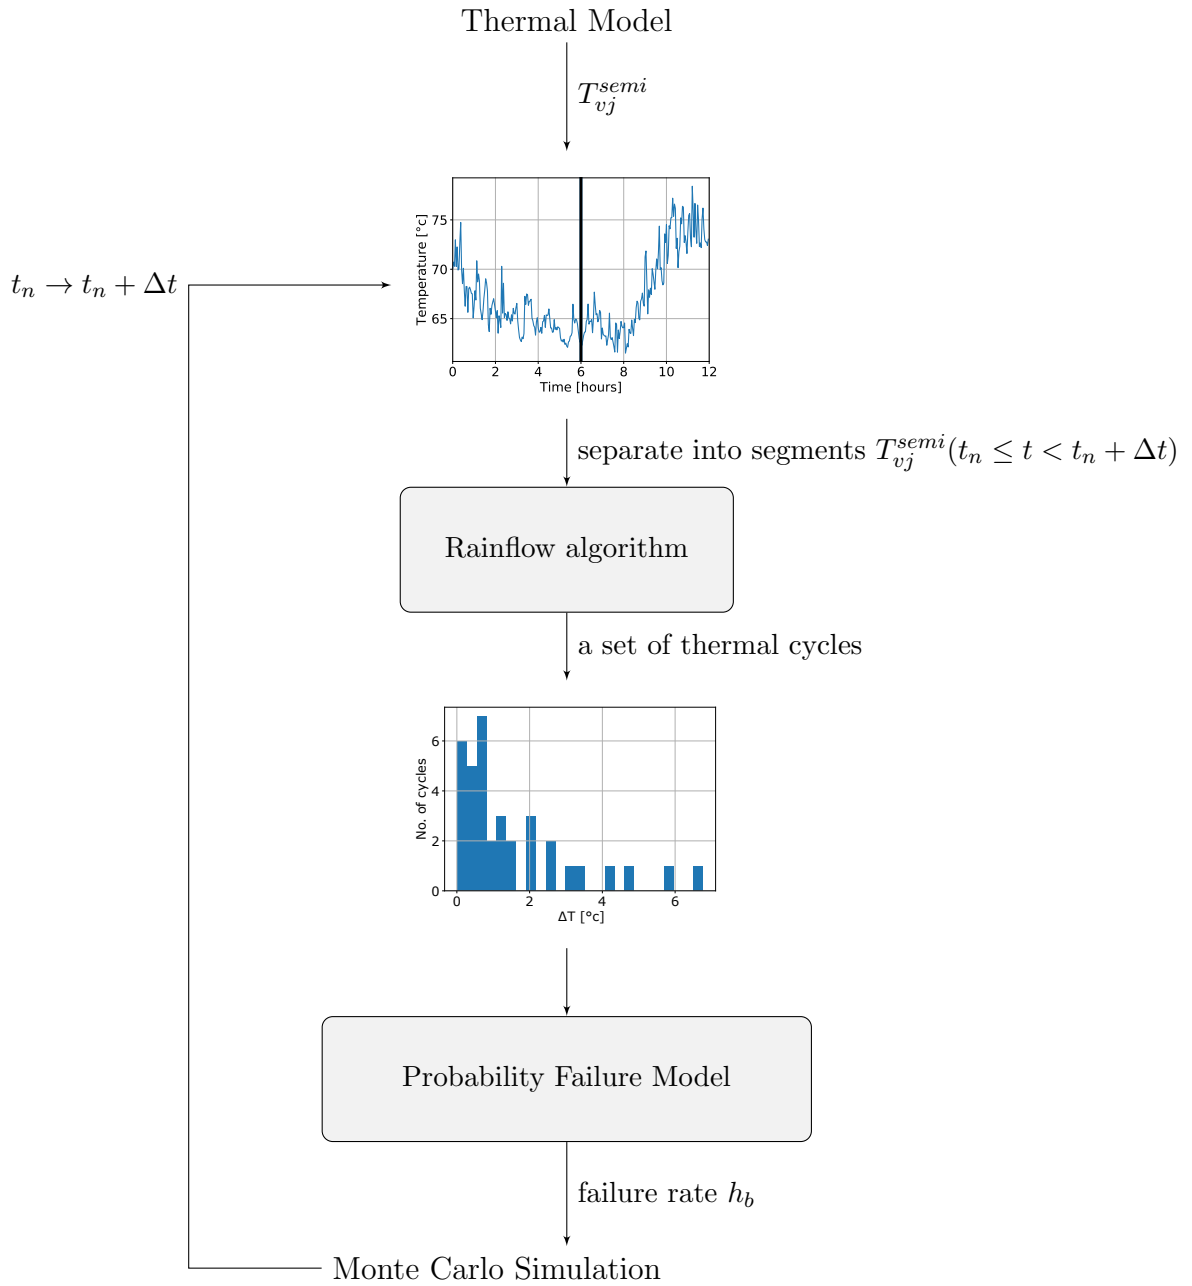 Thermal Model
T_{vj}^{semi}
Temperature [°c]
75
70
65
0 2 4 6 8 10 12
Time [hours]
t_n → t_n + Δt
separate into segments T_{vj}^{semi}(t_n ≤ t < t_n + Δt)
Rainflow algorithm
a set of thermal cycles
No. of cycles
6
4
2
0
0 2 4 6
ΔT [°c]
Probability Failure Model
failure rate h_b
Monte Carlo Simulation